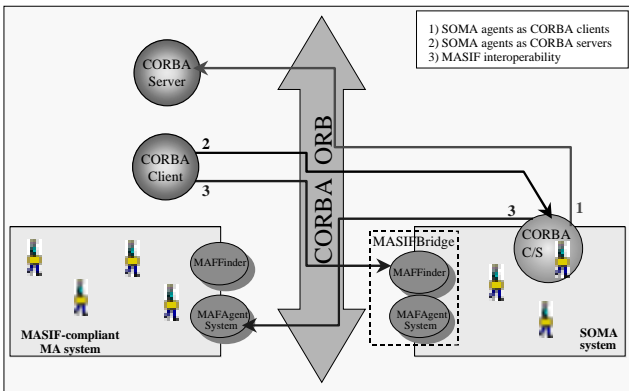 1) SOMA agents as CORBA clients
2) SOMA agents as CORBA servers
3) MASIF interoperability
CORBA
Server
CORBA
Client
2
3
CORBA ORB
3
1
CORBA
C/S
MASIFBridge
MAFFinder
MAFAgent
System
MAFFinder
MAFAgent
System
MASIF-compliant
MA system
SOMA
system